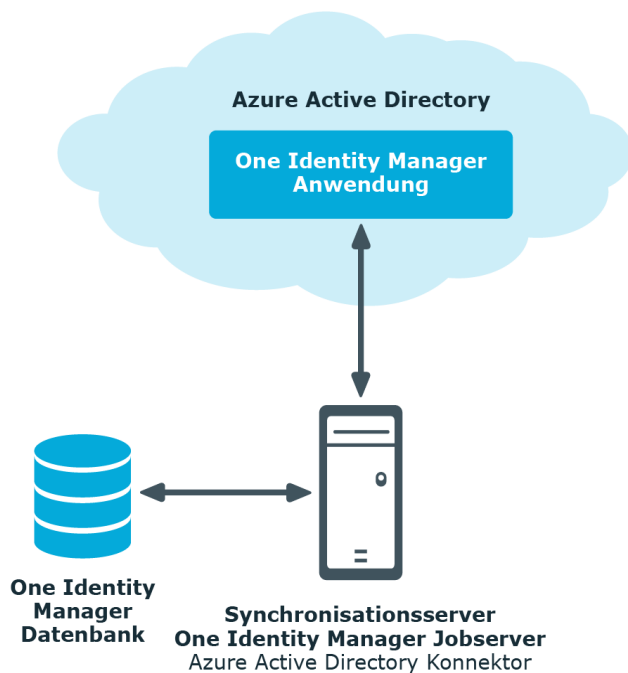 Azure Active Directory
One Identity Manager
Anwendung
One Identity
Manager
Datenbank
Synchronisationsserver
One Identity Manager Jobserver
Azure Active Directory Konnektor